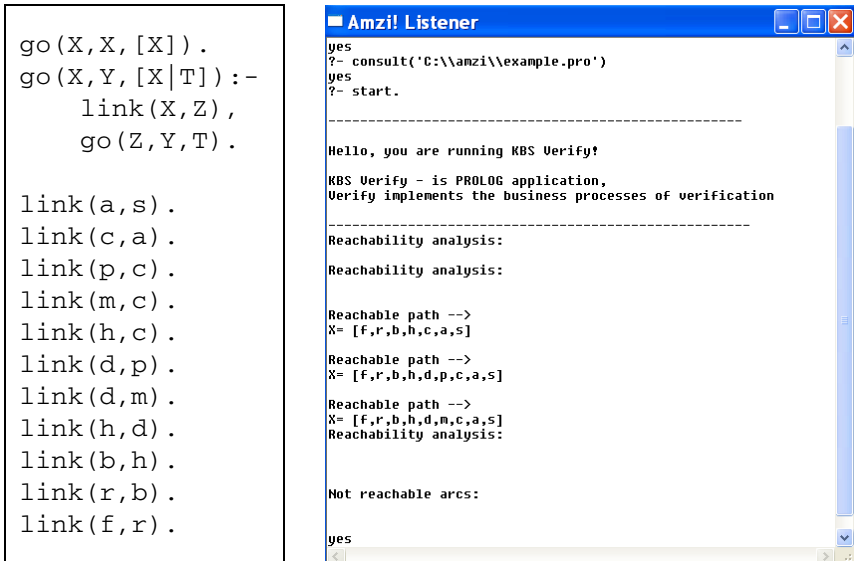 go(X,X,[X]).
go(X,Y,[X|T]):-
link(X,Z),
go(Z,Y,T).
link(a,s).
link(c,a).
link(p,c).
link(m,c).
link(h,c).
link(d,p).
link(d,m).
link(h,d).
link(b,h).
link(r,b).
link(f,r).
Amzi! Listener
yes
?- consult('C:\\amzi\\example.pro')
yes
?- start.
----------------------------------------------------
Hello, you are running KBS Verify!
KBS Verify - is PROLOG application,
Verify implements the business processes of verification
-----------------------------------------------------
Reachability analysis:
Reachability analysis:
Reachable path -->
X= [f,r,b,h,c,a,s]
Reachable path -->
X= [f,r,b,h,d,p,c,a,s]
Reachable path -->
X= [f,r,b,h,d,m,c,a,s]
Reachability analysis:
Not reachable arcs:
yes